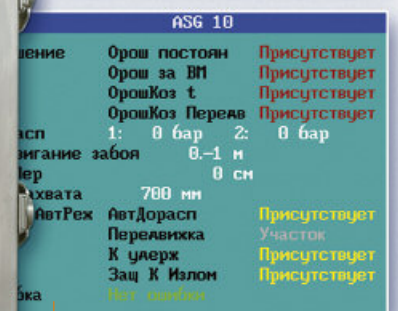 ASG 10
шение Орош постоян Присутствует
Орош за ВМ Присутствует
ОрошКоз t Присутствует
ОрошКоз Передв Присутствует
асп 1: 0 бар 2: 0 бар
вигание забоя 0.-1 м
Пер 0 см
ахвата 700 мм
АвтРеж АвтДорасп Присутствует
Передвижка Участок
К удерж Присутствует
Защ К Излом Присутствует
бка Нет ошибки